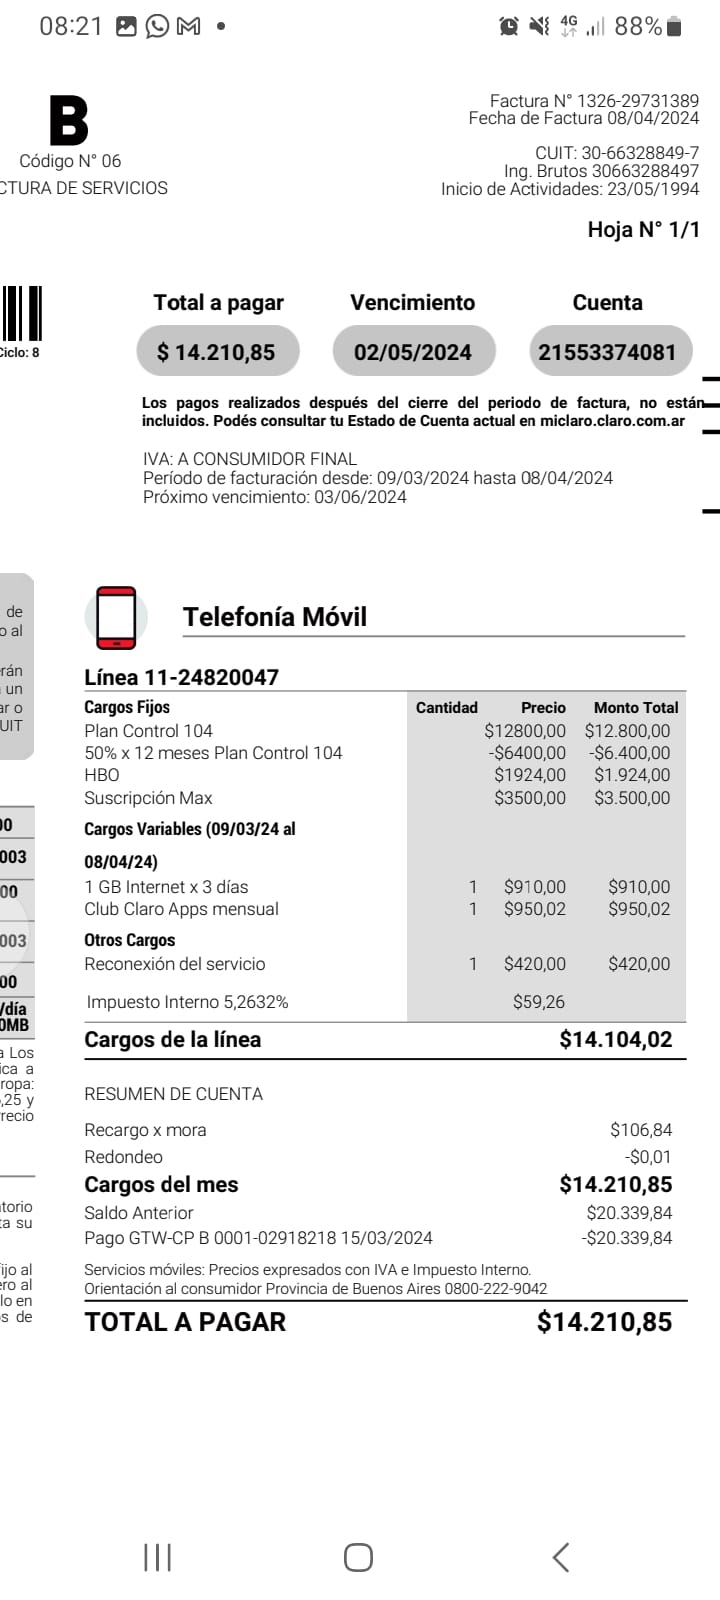 08:21
4G
88%
B
Código N° 06
CTURA DE SERVICIOS
Factura N° 1326-29731389
Fecha de Factura 08/04/2024
CUIT: 30-66328849-7
Ing. Brutos 30663288497
Inicio de Actividades: 23/05/1994
Hoja N° 1/1
Ciclo: 8
Total a pagar Vencimiento Cuenta
$ 14.210,85 02/05/2024 21553374081
Los pagos realizados después del cierre del periodo de factura, no están
incluidos. Podés consultar tu Estado de Cuenta actual en miclaro.claro.com.ar
IVA: A CONSUMIDOR FINAL
Período de facturación desde: 09/03/2024 hasta 08/04/2024
Próximo vencimiento: 03/06/2024
de
o al
erán
un
ar o
UIT
00
003
00
003
00
/día
0MB
a Los
ica a
ropa:
,25 y
recio
torio
ta su
ijo al
ero al
lo en
s de
Telefonía Móvil
Línea 11-24820047
Cargos Fijos Cantidad Precio Monto Total
Plan Control 104 $12800,00 $12.800,00
50% x 12 meses Plan Control 104 -$6400,00 -$6.400,00
HBO $1924,00 $1.924,00
Suscripción Max $3500,00 $3.500,00
Cargos Variables (09/03/24 al
08/04/24)
1 GB Internet x 3 días 1 $910,00 $910,00
Club Claro Apps mensual 1 $950,02 $950,02
Otros Cargos
Reconexión del servicio 1 $420,00 $420,00
Impuesto Interno 5,2632% $59,26
Cargos de la línea $14.104,02
RESUMEN DE CUENTA
Recargo x mora $106,84
Redondeo -$0,01
Cargos del mes $14.210,85
Saldo Anterior $20.339,84
Pago GTW-CP B 0001-02918218 15/03/2024 -$20.339,84
Servicios móviles: Precios expresados con IVA e Impuesto Interno.
Orientación al consumidor Provincia de Buenos Aires 0800-222-9042
TOTAL A PAGAR $14.210,85